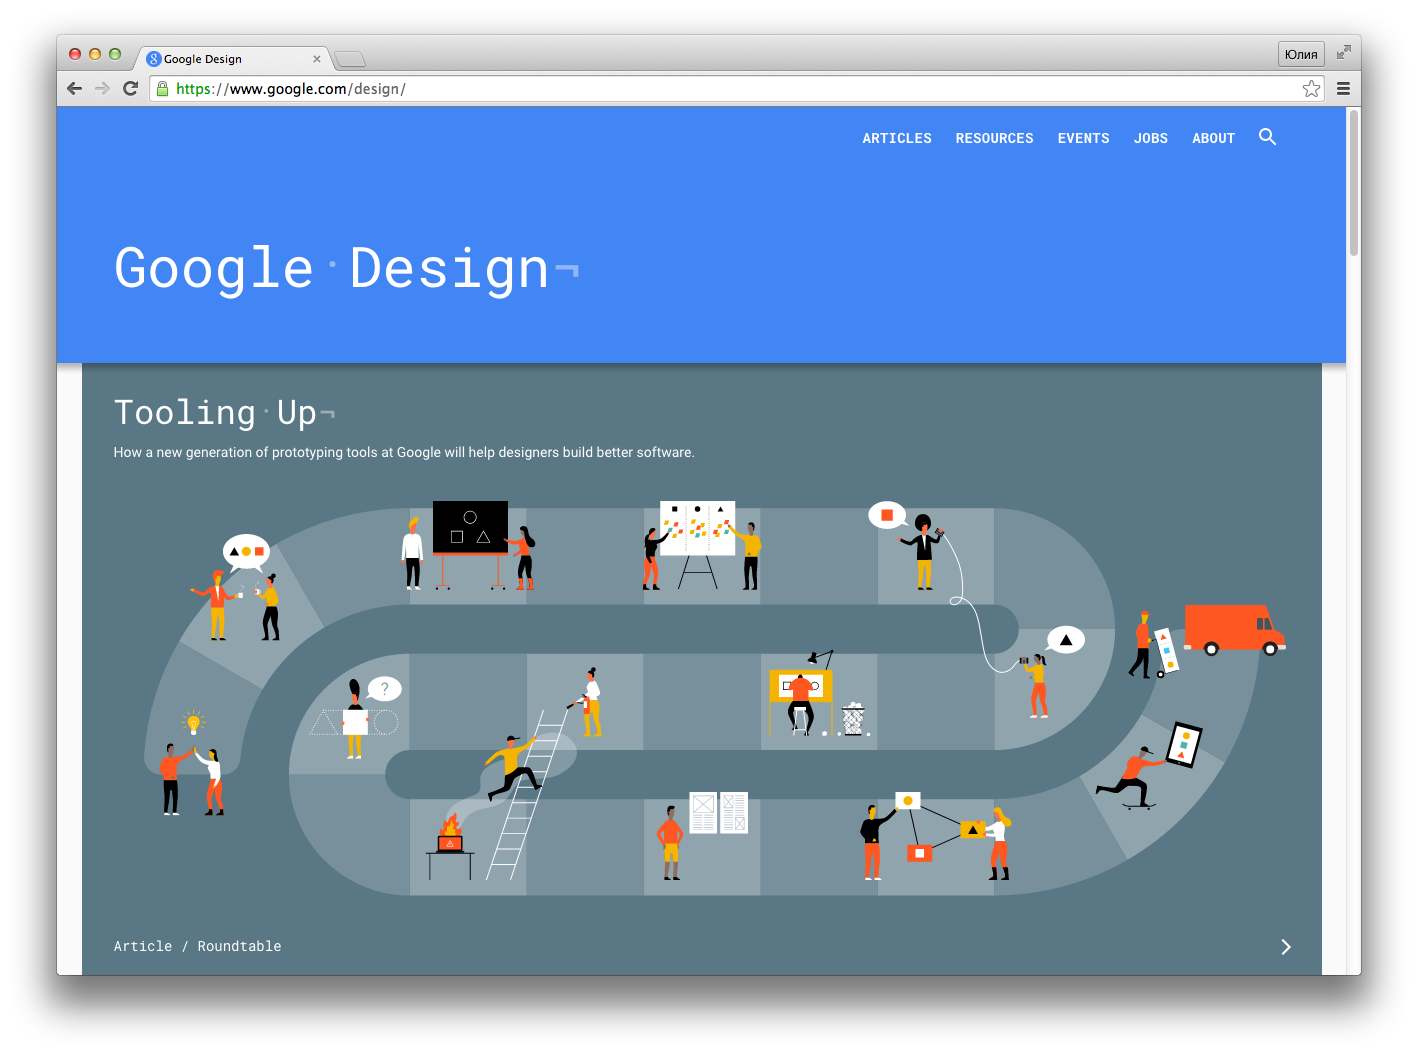 Google Design
Юлия
https://www.google.com/design/
ARTICLES RESOURCES EVENTS JOBS ABOUT
Google·Design¬
Tooling·Up¬
How a new generation of prototyping tools at Google will help designers build better software.
?
Article / Roundtable